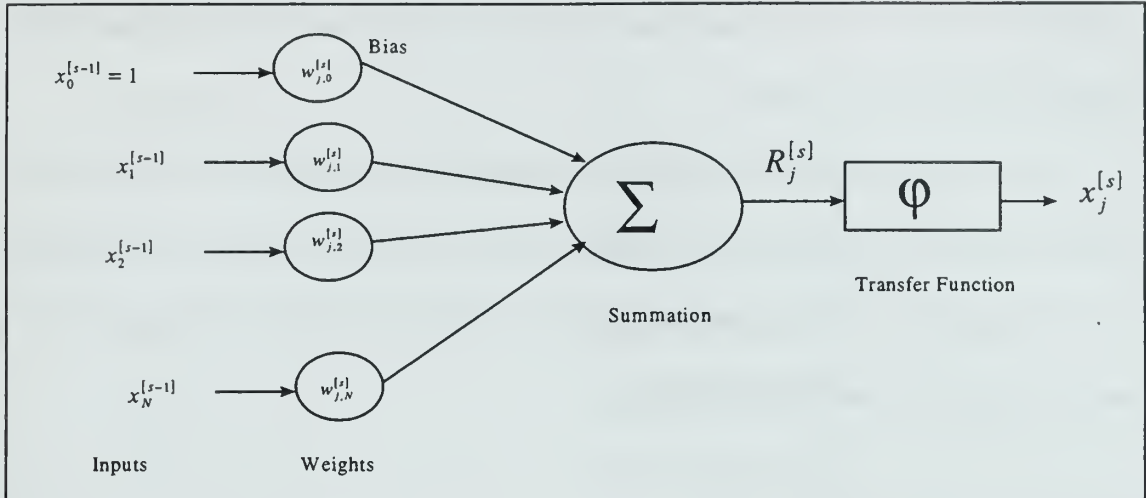 x_0^{[s-1]} = 1
w_{j,0}^{[s]}
Bias
x_1^{[s-1]}
w_{j,1}^{[s]}
x_2^{[s-1]}
w_{j,2}^{[s]}
x_N^{[s-1]}
w_{j,N}^{[s]}
Σ
R_j^{[s]}
φ
x_j^{[s]}
Transfer Function
Summation
Inputs
Weights